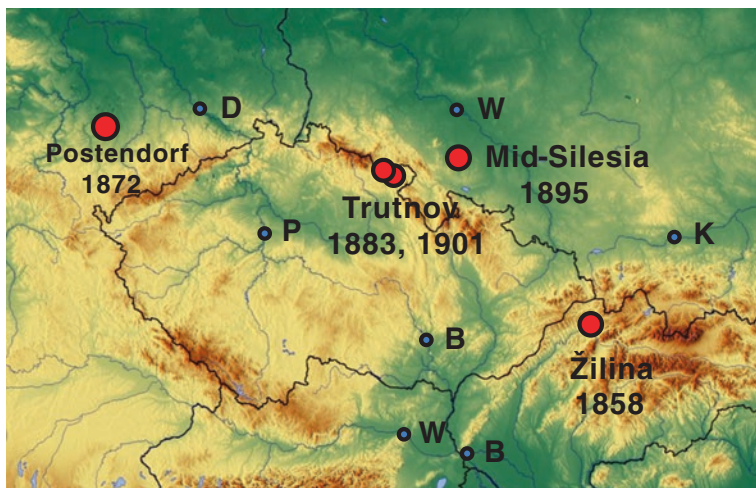 D
W
Postendorf
1872
Mid-Silesia
1895
Trutnov
1883, 1901
P
K
B
Žilina
1858
W
B